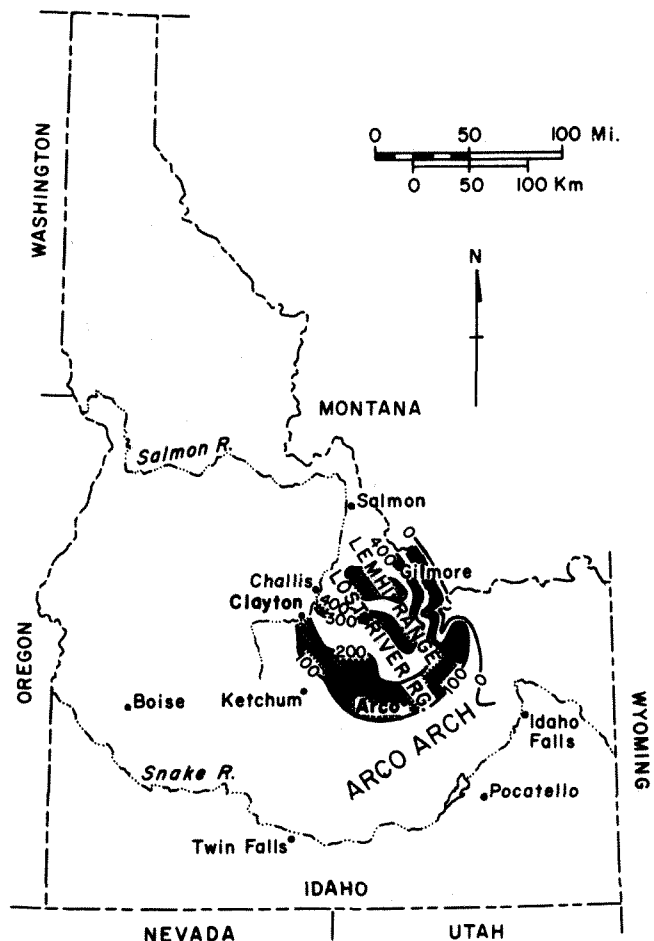 WASHINGTON
0 50 100 Mi.
0 50 100 Km
N
MONTANA
Salmon R.
Salmon
0
400
LEMHI RANGE
Gilmore
Challis
LOST RIVER RG.
400
300
Clayton
200
100
100
0
OREGON
Boise
Ketchum
Arco
ARCO ARCH
Idaho
Falls
WYOMING
Snake R.
Pocatello
Twin Falls
IDAHO
NEVADA
UTAH